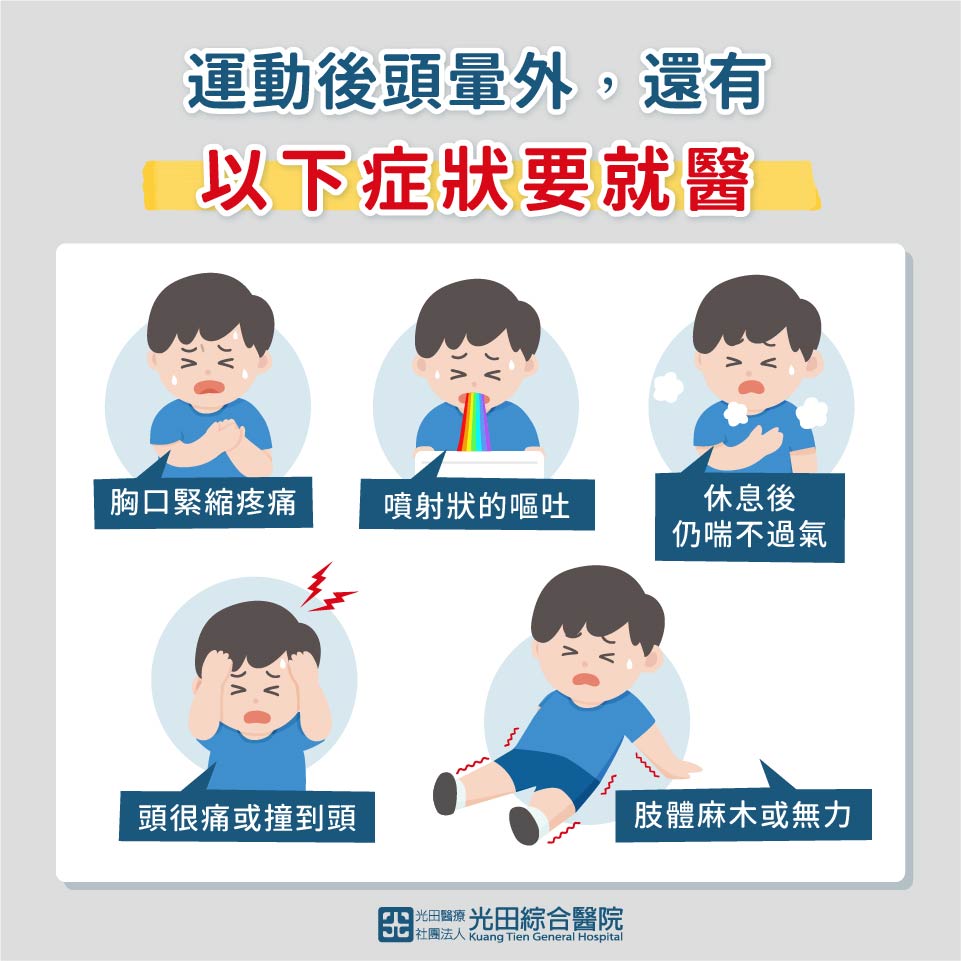 運動後頭暈外，還有
以下症狀要就醫
胸口緊縮疼痛
噴射狀的嘔吐
休息後
仍喘不過氣
頭很痛或撞到頭
肢體麻木或無力
光田醫療
社團法人
光田綜合醫院
Kuang Tien General Hospital